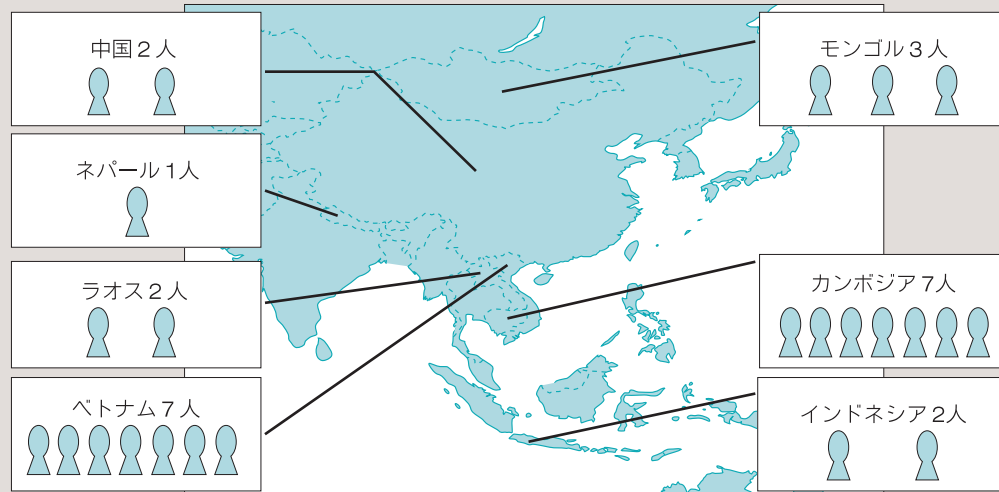 中国2人
ネパール1人
ラオス2人
ベトナム7人
モンゴル3人
カンボジア7人
インドネシア2人